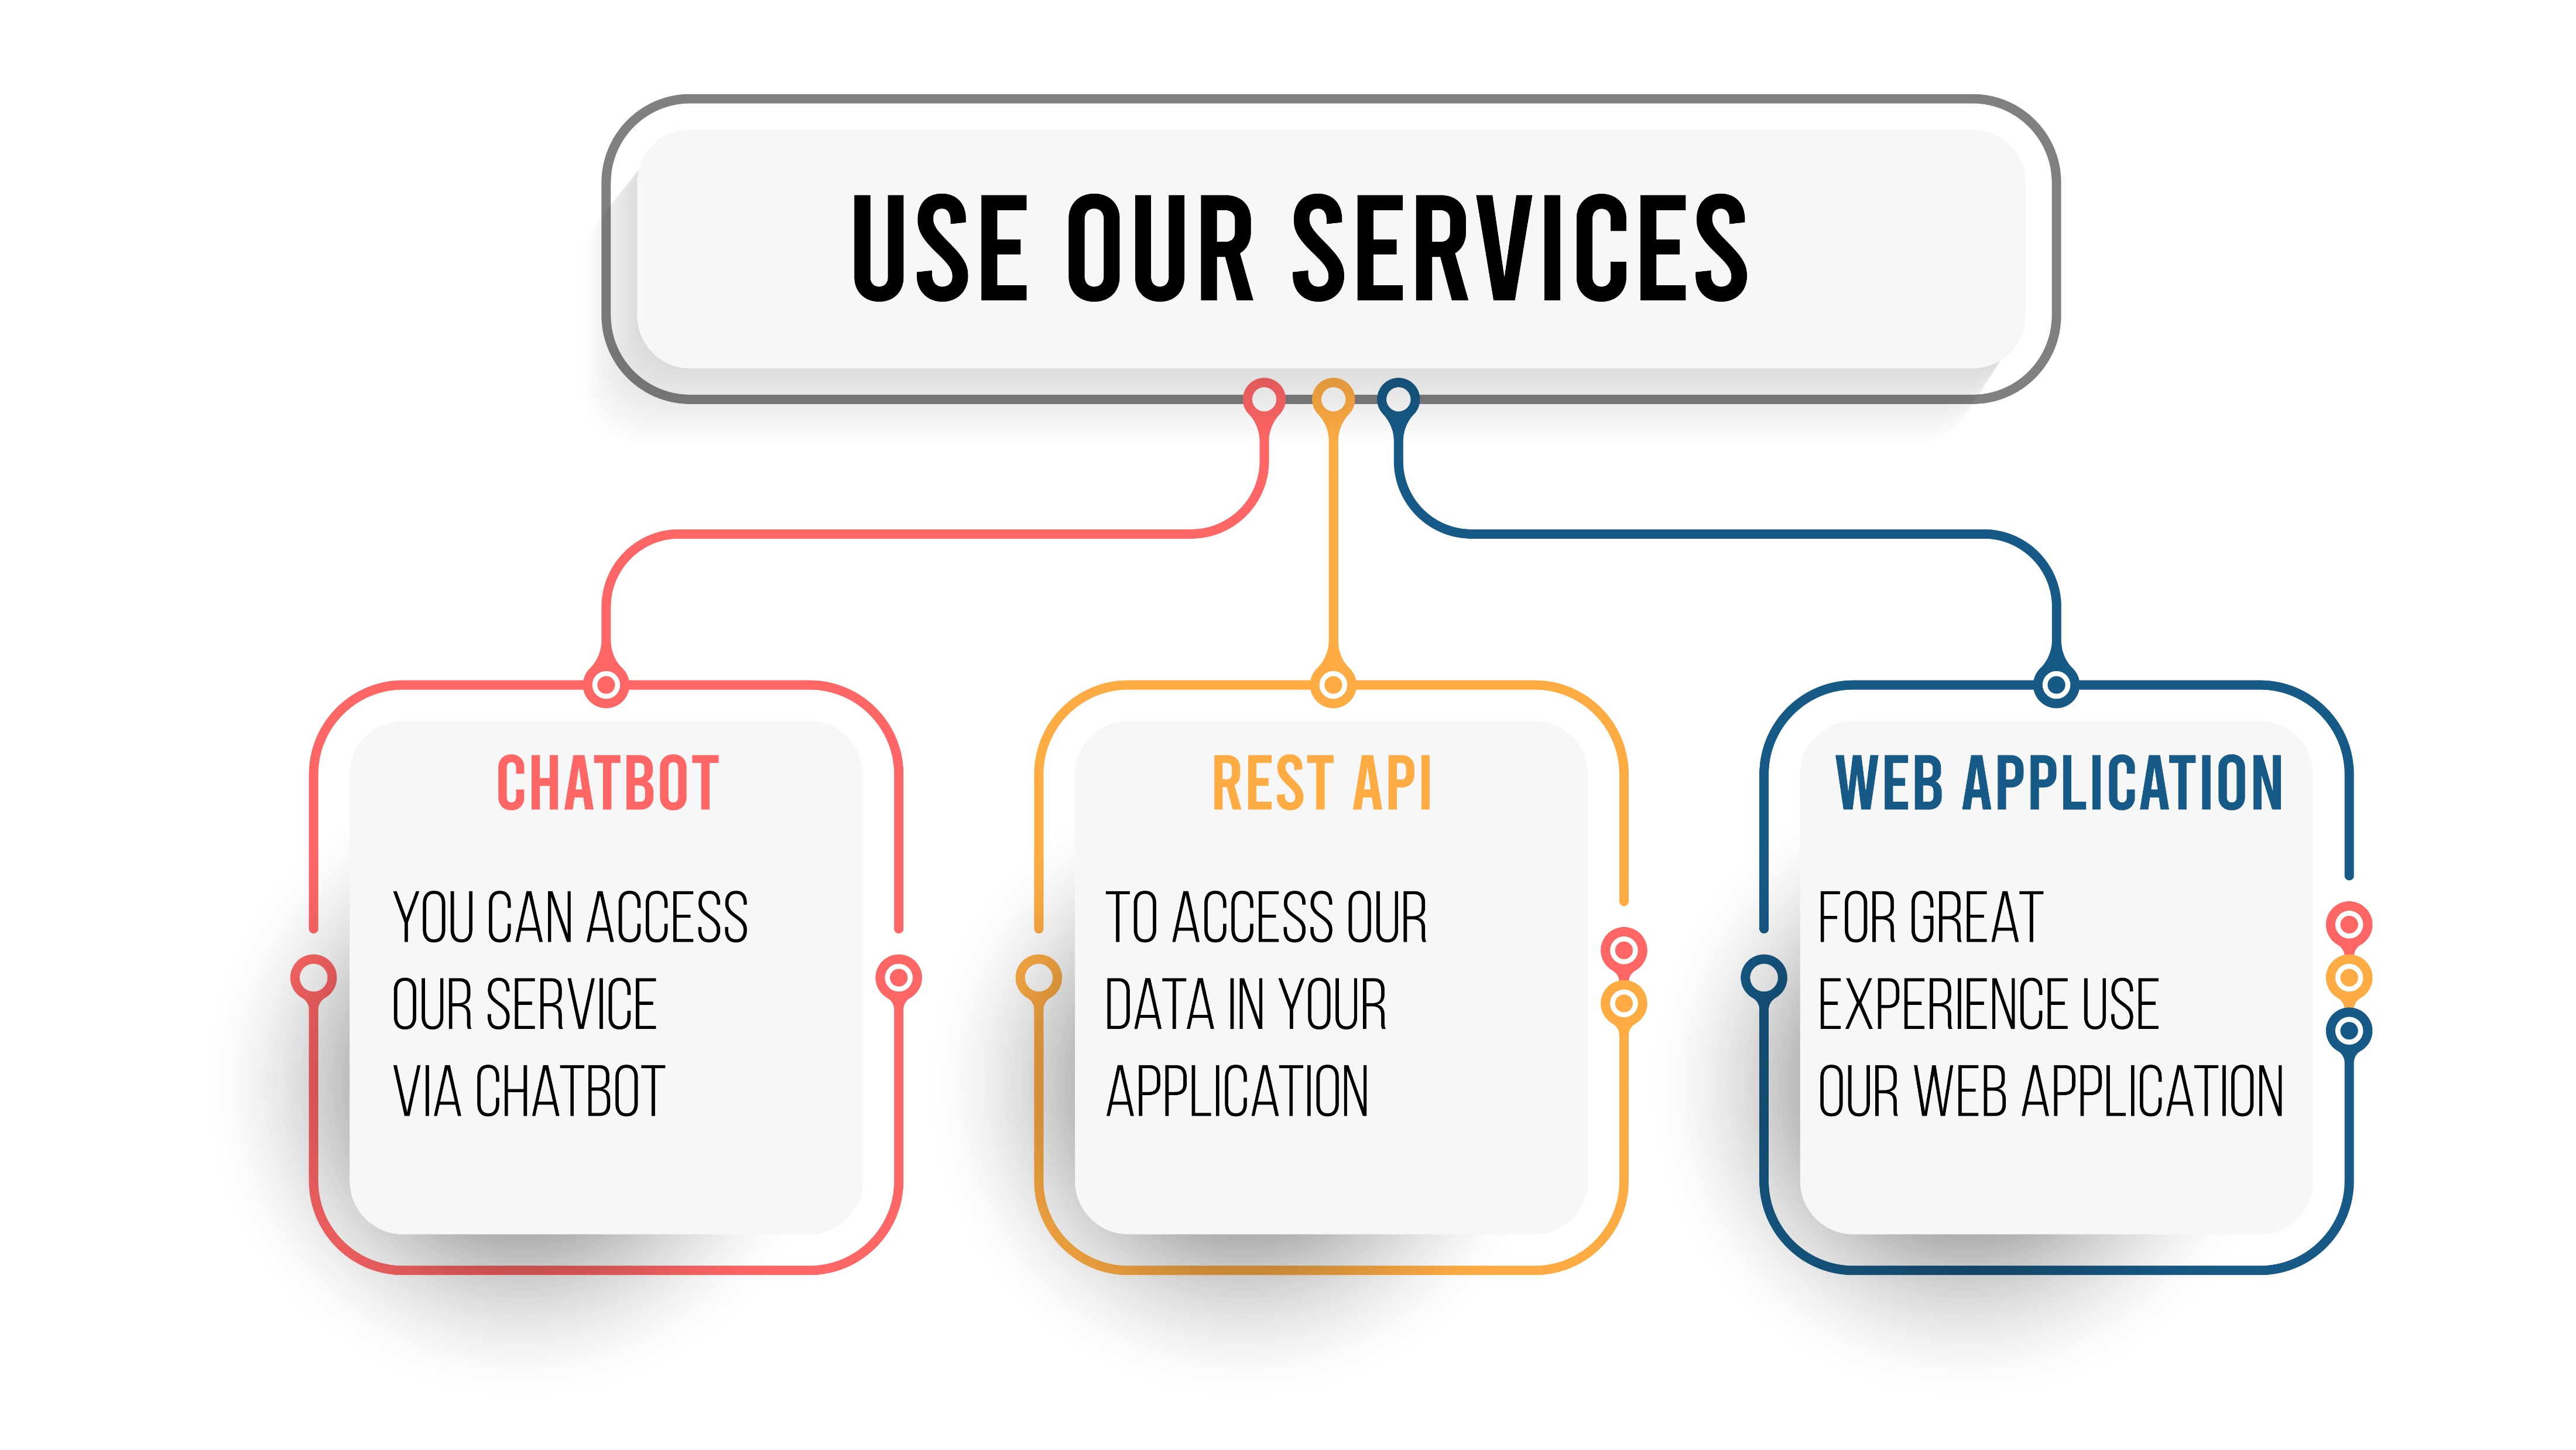 USE OUR SERVICES
CHATBOT
YOU CAN ACCESS
OUR SERVICE
VIA CHATBOT
REST API
TO ACCESS OUR
DATA IN YOUR
APPLICATION
WEB APPLICATION
FOR GREAT
EXPERIENCE USE
OUR WEB APPLICATION